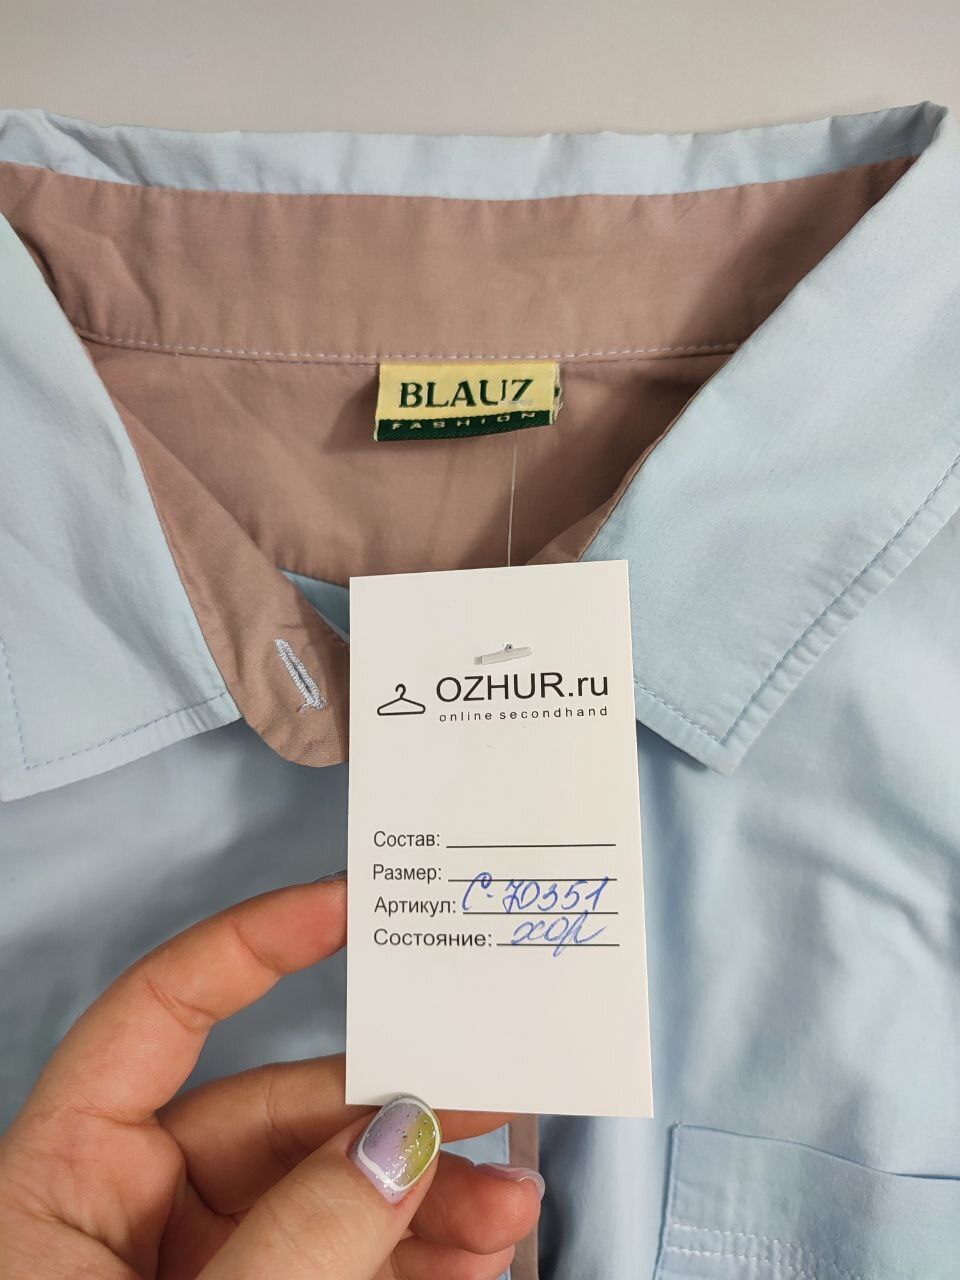 BLAUZ
FASHION
OZHUR.ru
online secondhand
Состав:
Размер:
Артикул: С-70351
Состояние: хор